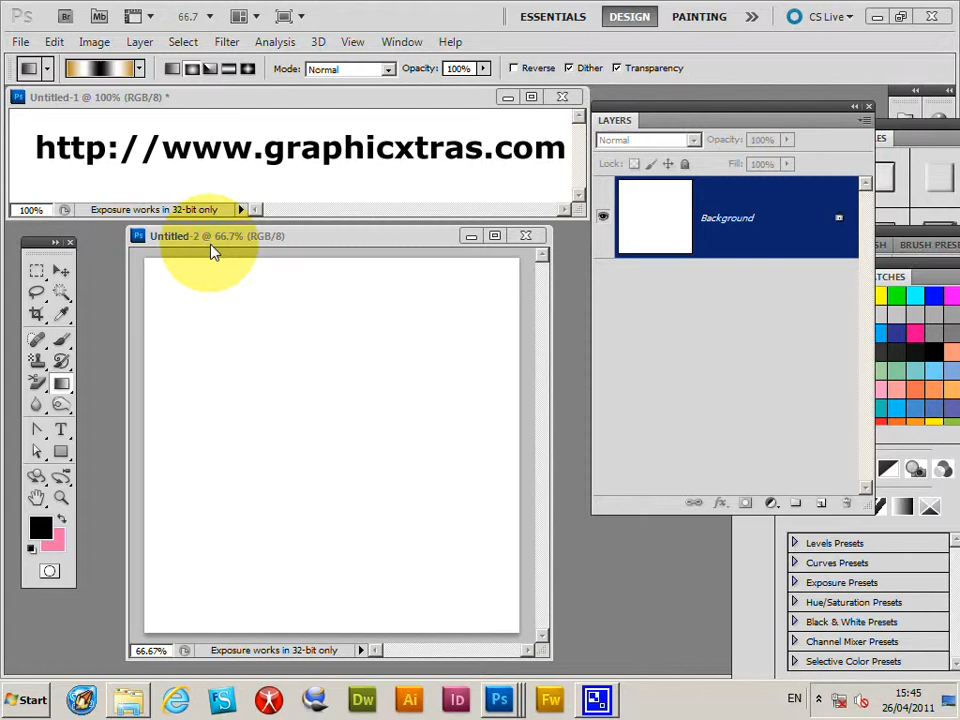 Ps Br Mb 66.7 ESSENTIALS DESIGN PAINTING CS Live
File Edit Image Layer Select Filter Analysis 3D View Window Help
Mode: Normal Opacity: 100% Reverse Dither Transparency
Untitled-1 @ 100% (RGB/8) *
http://www.graphicxtras.com
100% Exposure works in 32-bit only
Untitled-2 @ 66.7% (RGB/8)
66.67% Exposure works in 32-bit only
LAYERS
Normal Opacity: 100%
Lock: Fill: 100%
Background
BRUSH PRESE
Levels Presets
Curves Presets
Exposure Presets
Hue/Saturation Presets
Black & White Presets
Channel Mixer Presets
Selective Color Presets
Start Dw Ai Id Ps Fw EN 15:45
26/04/2011